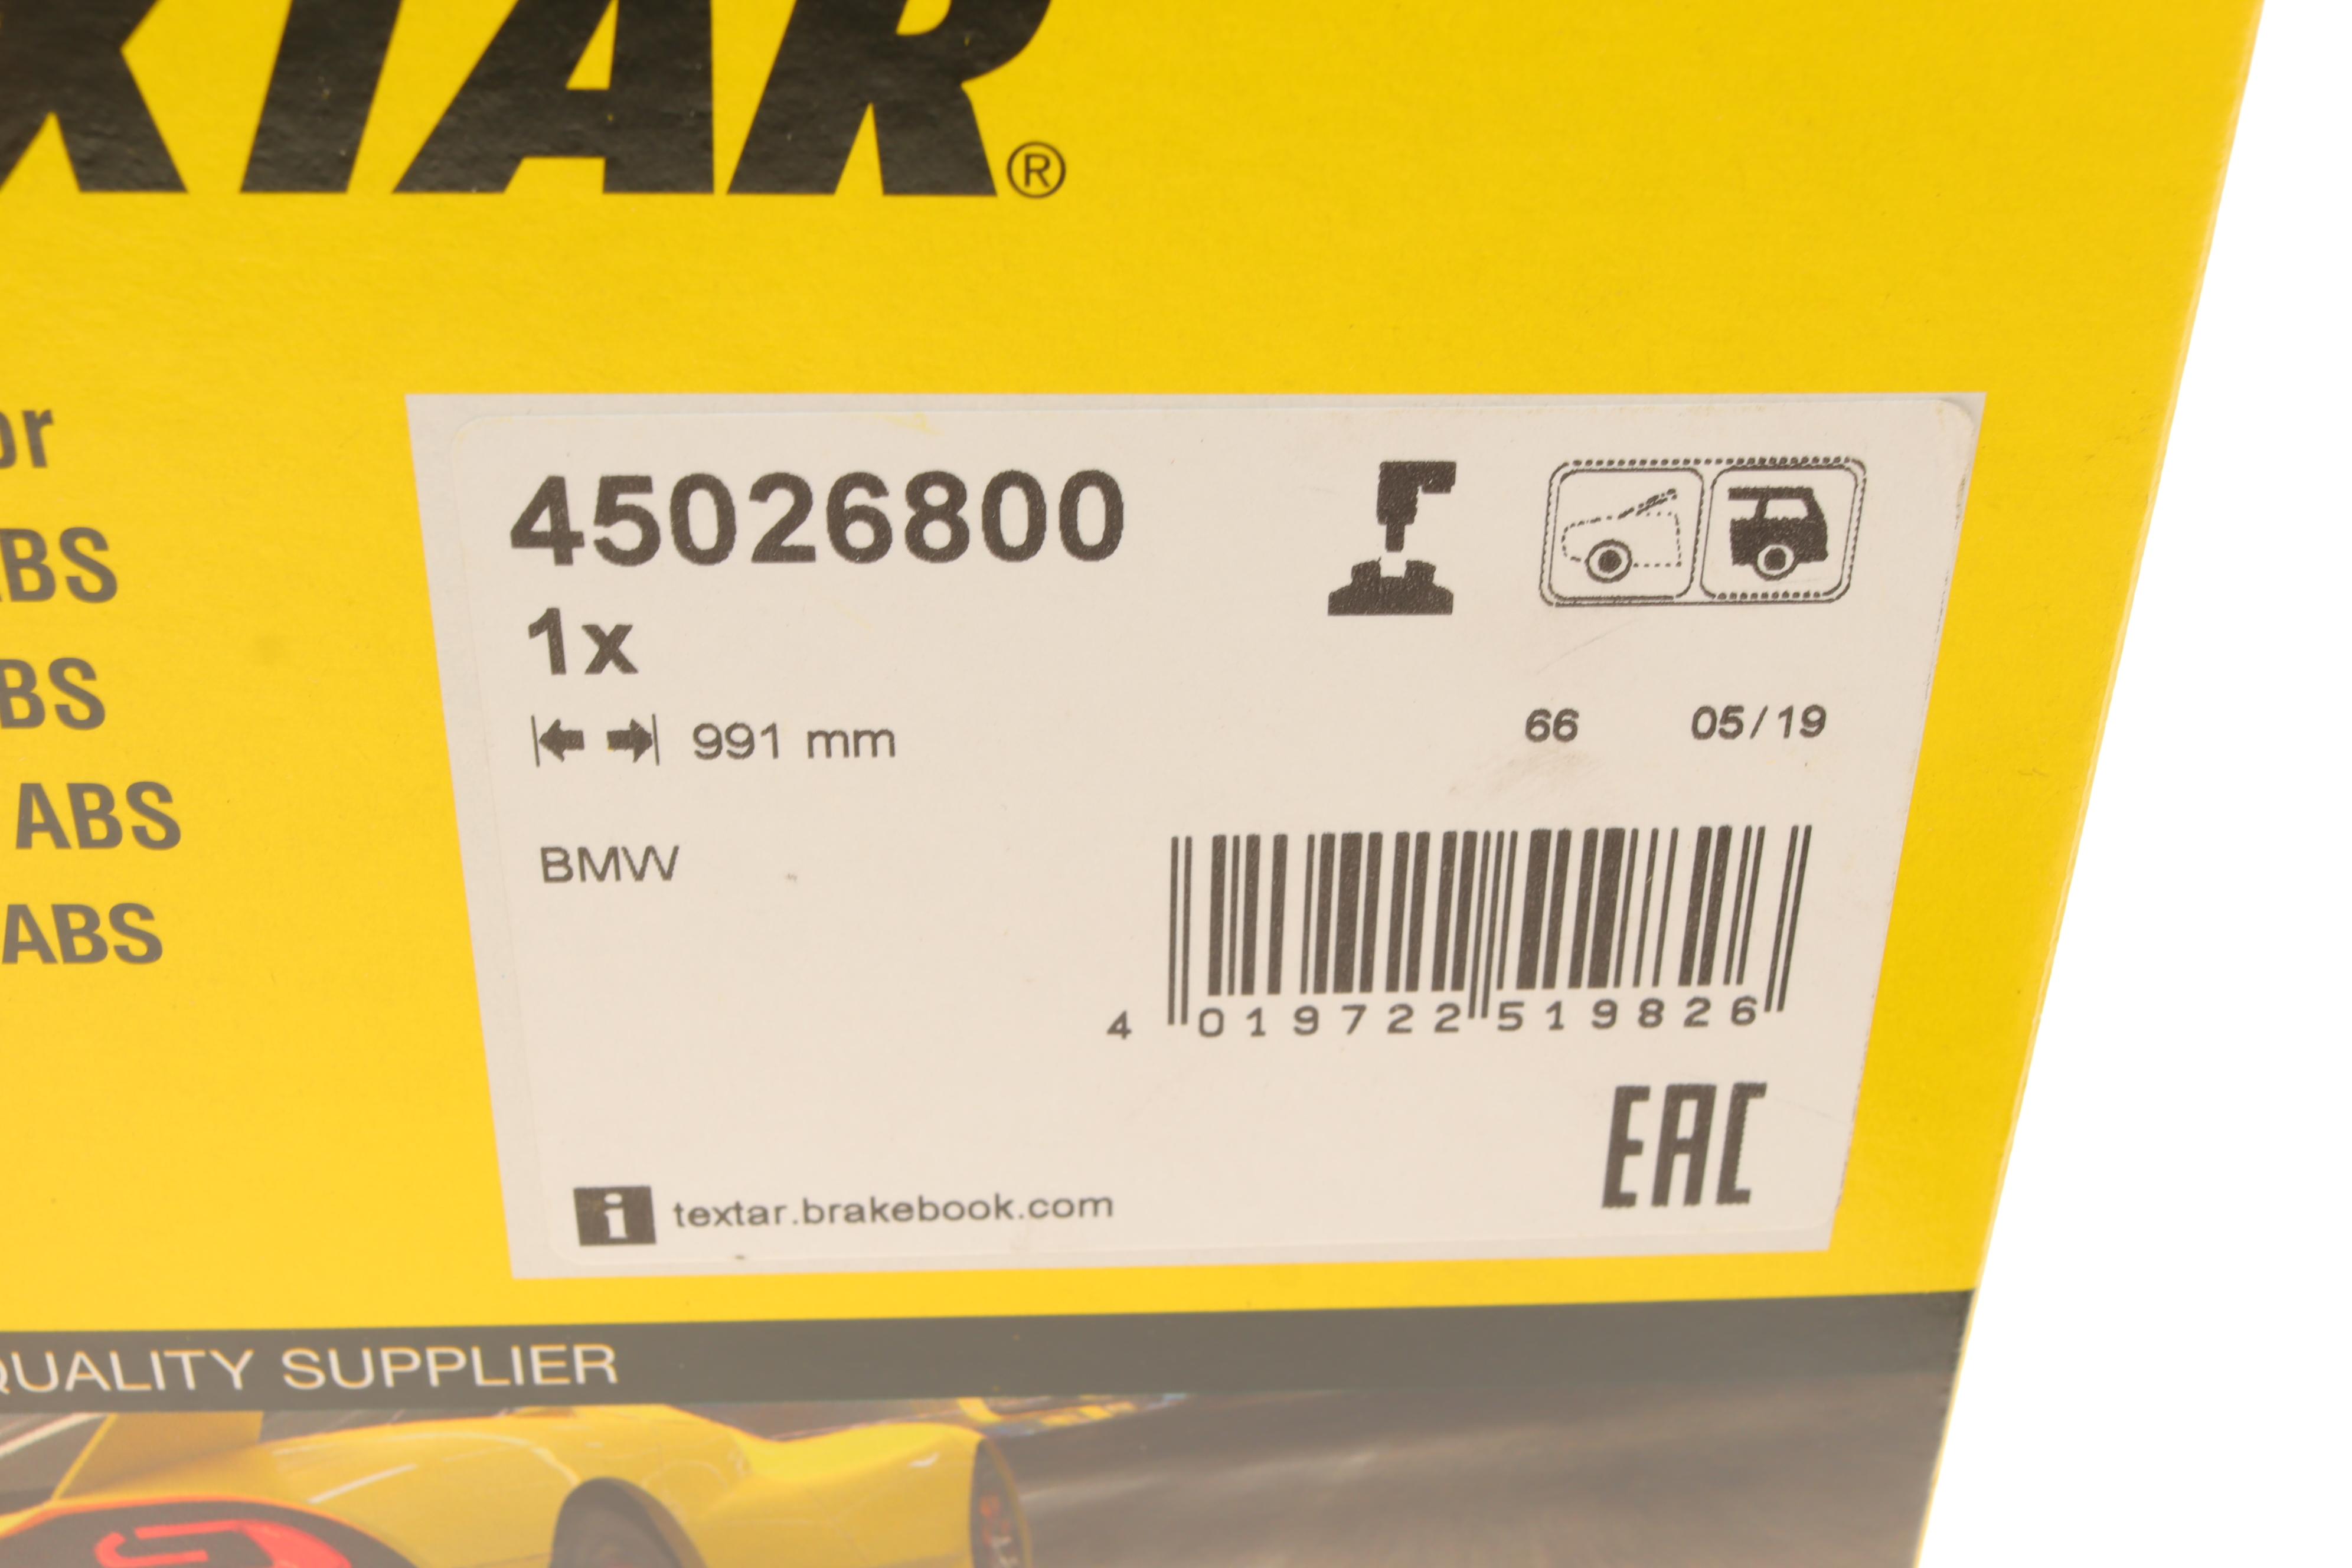 XTAR®
or
ABS
BS
ABS
ABS
45026800
1x
991 mm
66 05/19
BMW
4 019722 519826
EAC
i textar.brakebook.com
QUALITY SUPPLIER